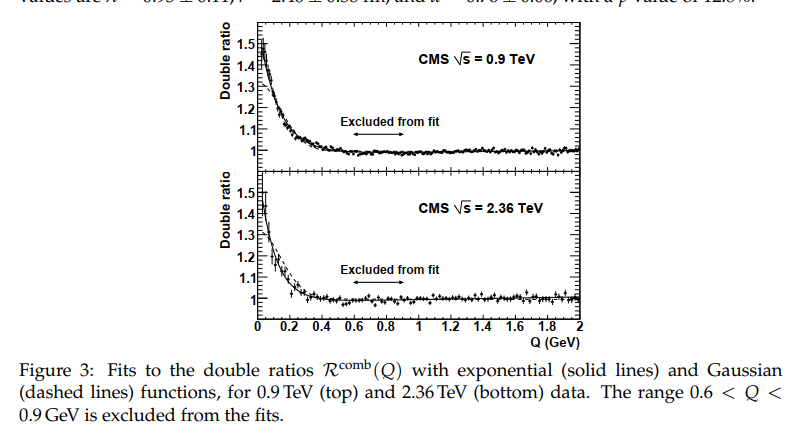 values are
Double ratio
1.5
1.4
1.3
1.2
1.1
1
CMS √s = 0.9 TeV
Excluded from fit
Double ratio
1.5
1.4
1.3
1.2
1.1
1
CMS √s = 2.36 TeV
Excluded from fit
0 0.2 0.4 0.6 0.8 1 1.2 1.4 1.6 1.8 2
Q (GeV)
Figure 3: Fits to the double ratios ℛᶜᵒᵐᵇ(Q) with exponential (solid lines) and Gaussian
(dashed lines) functions, for 0.9 TeV (top) and 2.36 TeV (bottom) data. The range 0.6 < Q <
0.9 GeV is excluded from the fits.